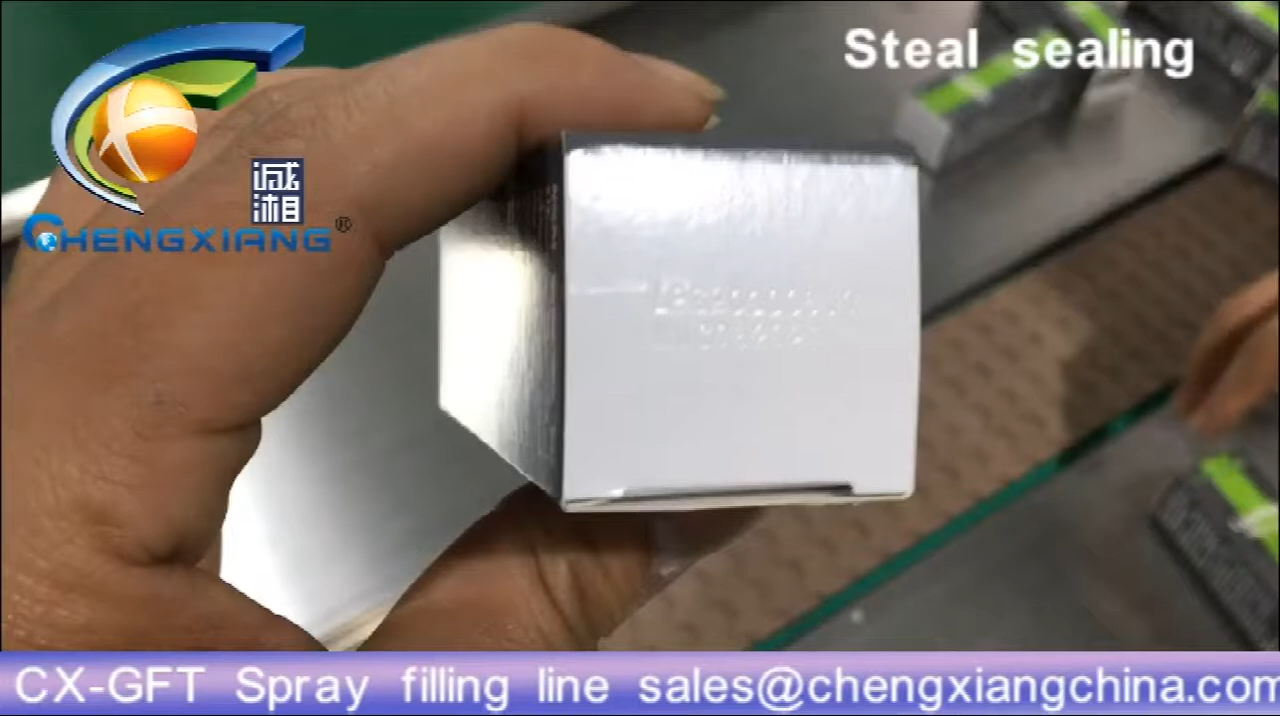 Steal sealing
诚
湘
CHENGXIANG®
CX-GFT Spray filling line sales@chengxiangchina.com